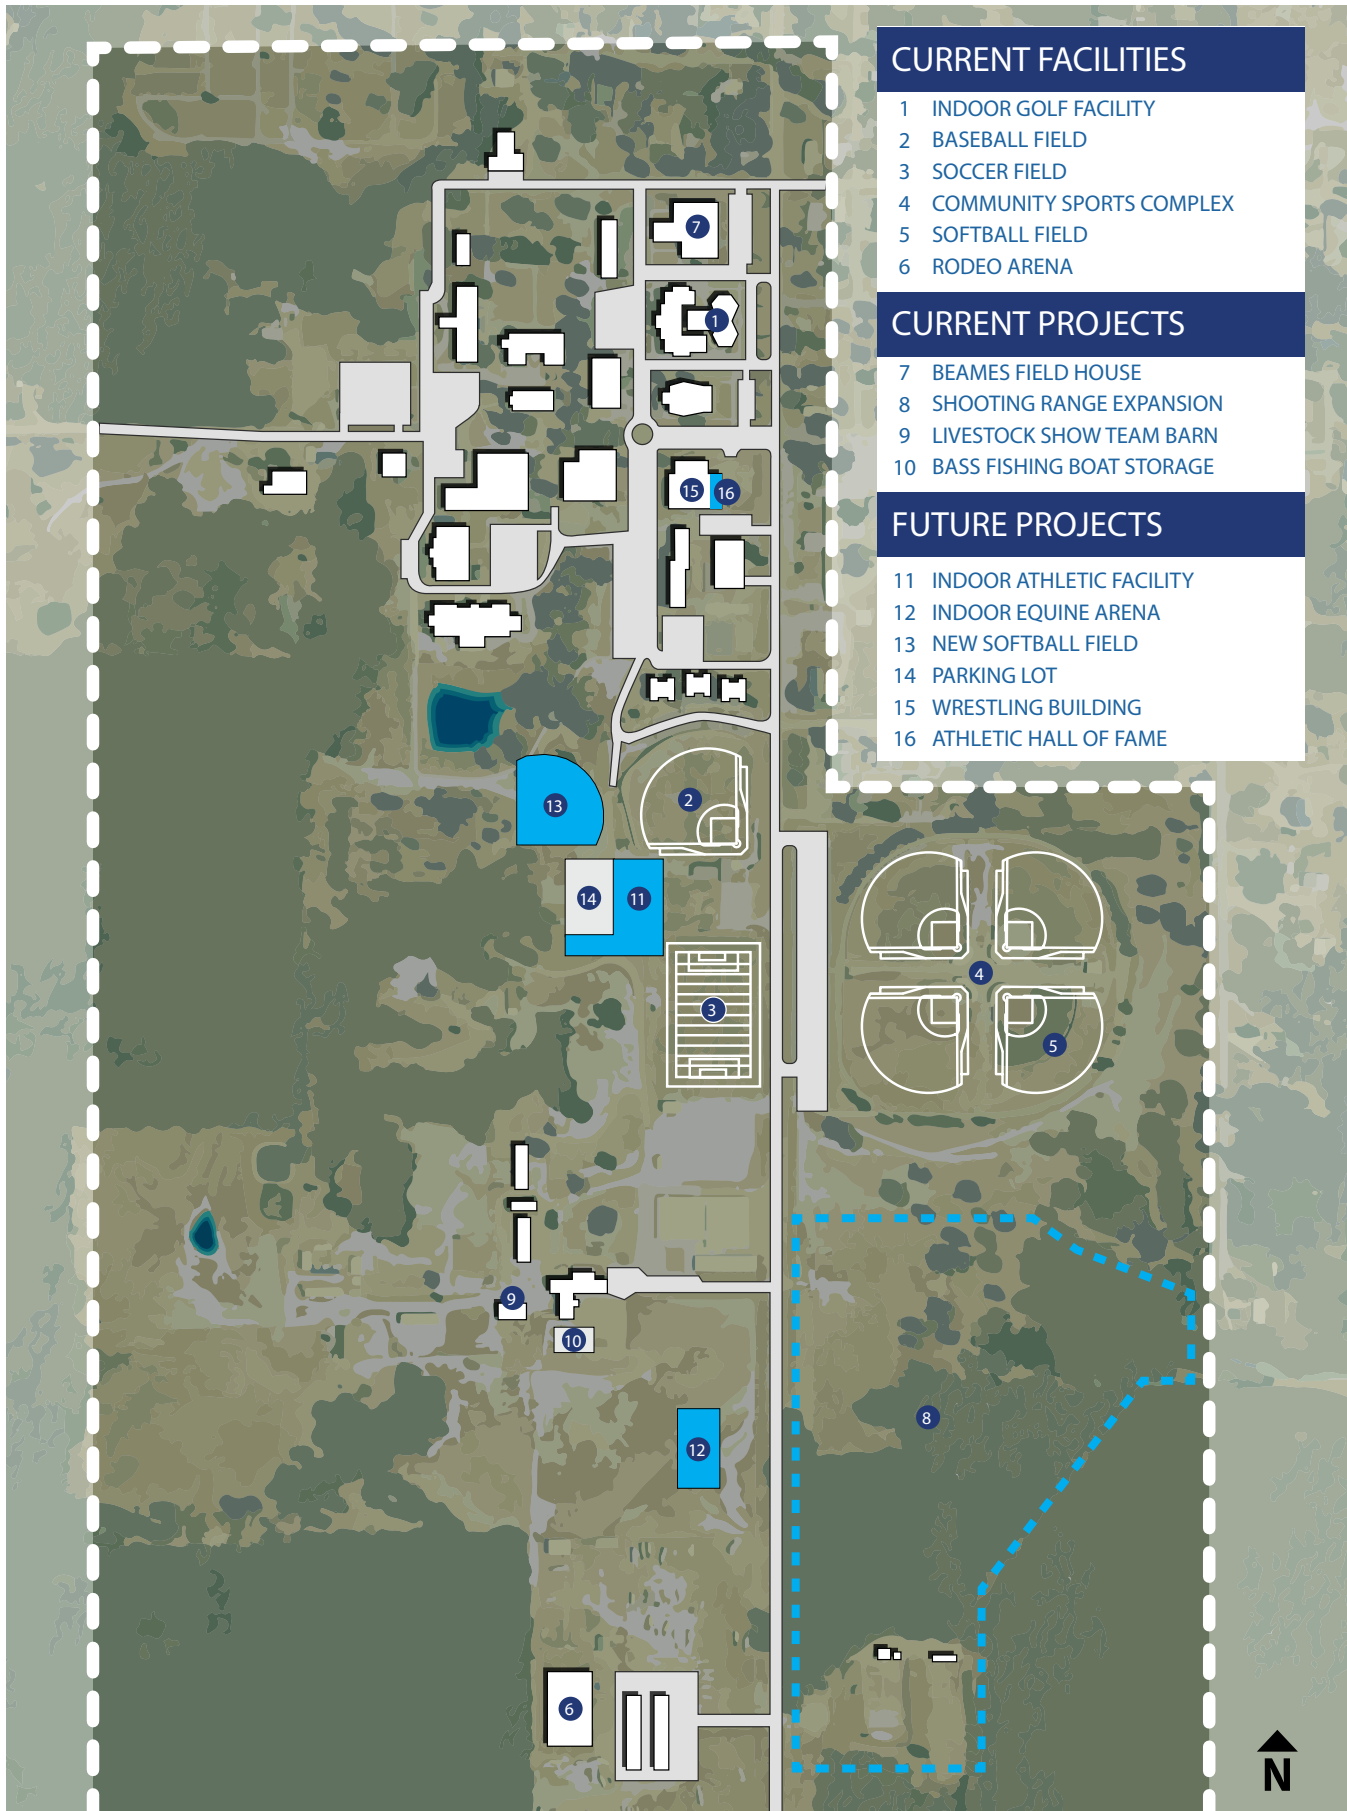 CURRENT FACILITIES
1 INDOOR GOLF FACILITY
2 BASEBALL FIELD
3 SOCCER FIELD
4 COMMUNITY SPORTS COMPLEX
5 SOFTBALL FIELD
6 RODEO ARENA
CURRENT PROJECTS
7 BEAMES FIELD HOUSE
8 SHOOTING RANGE EXPANSION
9 LIVESTOCK SHOW TEAM BARN
10 BASS FISHING BOAT STORAGE
FUTURE PROJECTS
11 INDOOR ATHLETIC FACILITY
12 INDOOR EQUINE ARENA
13 NEW SOFTBALL FIELD
14 PARKING LOT
15 WRESTLING BUILDING
16 ATHLETIC HALL OF FAME
7
1
15 16
2
13
14 11
4
3
5
9
10
8
12
6
N